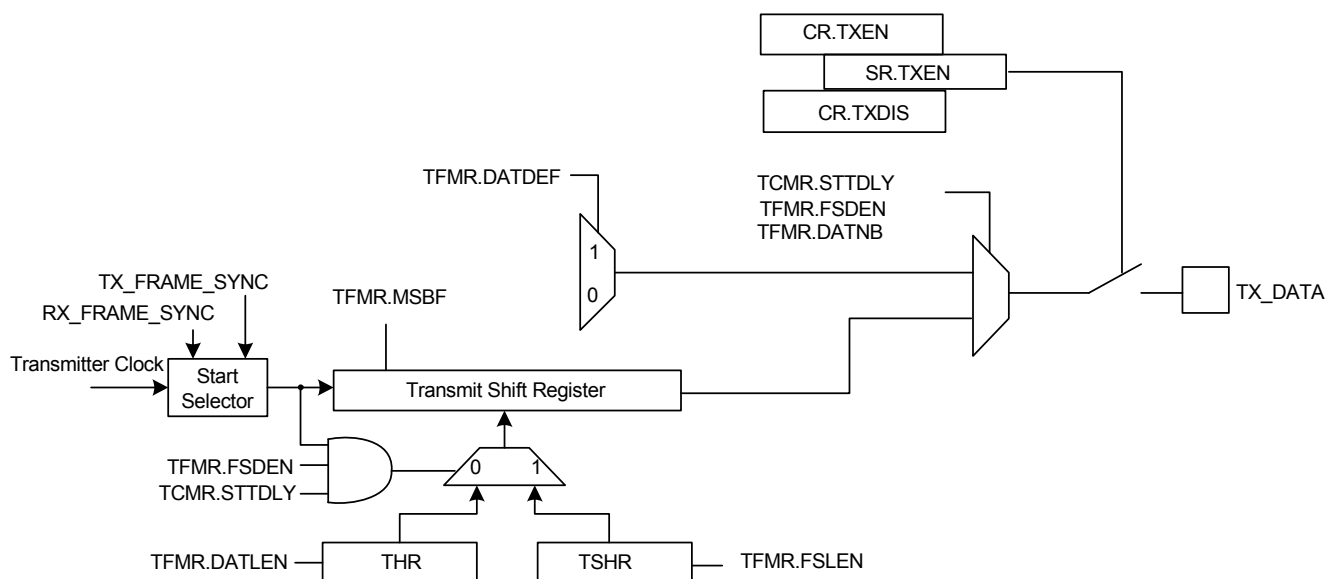 CR.TXEN
SR.TXEN
CR.TXDIS
TFMR.DATDEF
TCMR.STTDLY
TFMR.FSDEN
TFMR.DATNB
1
0
TX_FRAME_SYNC
RX_FRAME_SYNC
TFMR.MSBF
TX_DATA
Transmitter Clock
Start
Selector
Transmit Shift Register
TFMR.FSDEN
TCMR.STTDLY
0 1
TFMR.DATLEN
THR
TSHR
TFMR.FSLEN